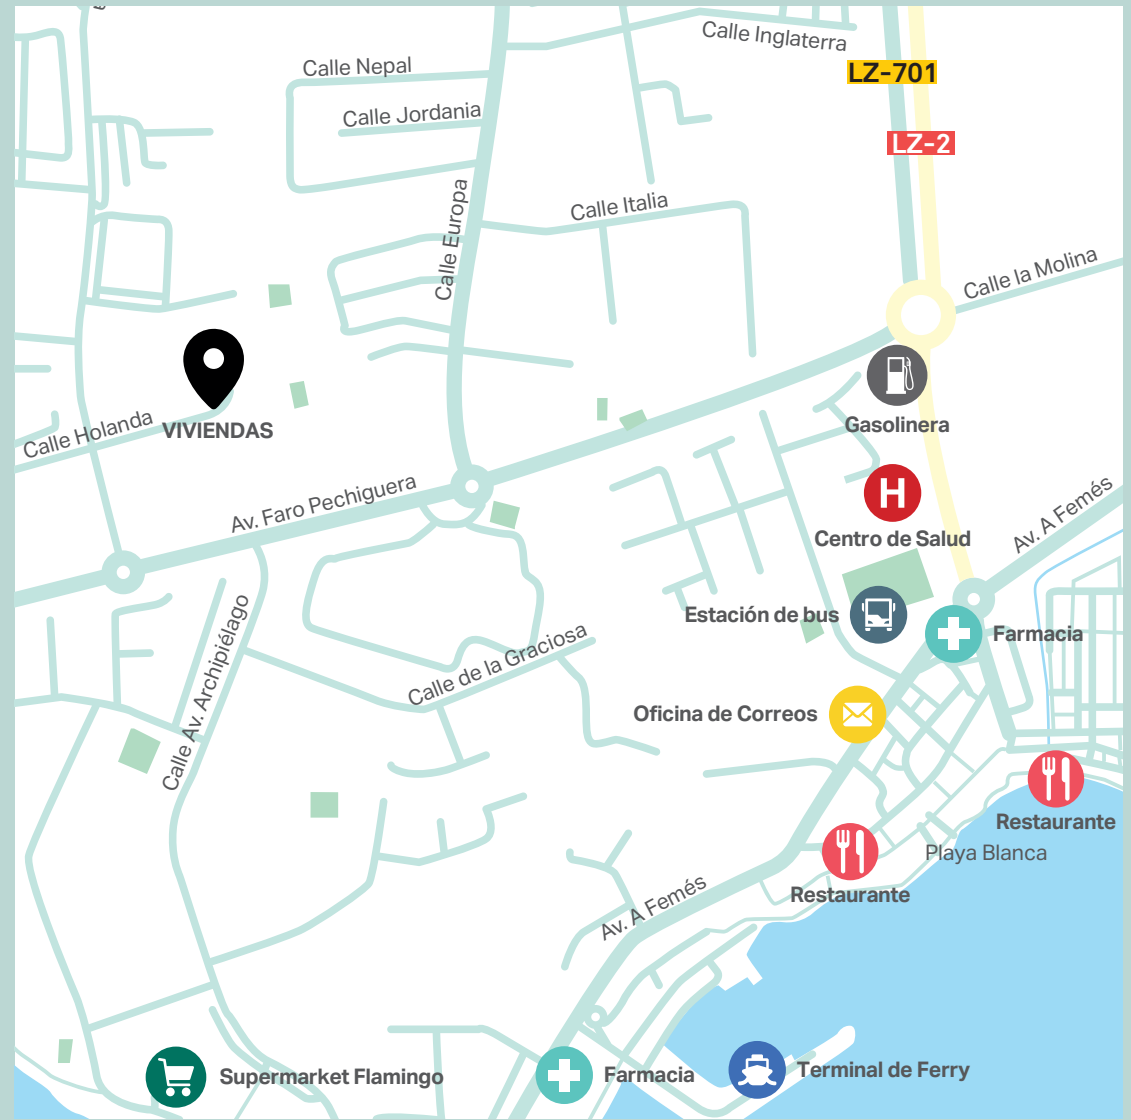 Calle Inglaterra
Calle Nepal
LZ-701
Calle Jordania
LZ-2
Calle Europa
Calle Italia
Calle la Molina
Calle Holanda
VIVIENDAS
Gasolinera
Av. Faro Pechiguera
H
Centro de Salud
Av. A Femés
Estación de bus
Farmacia
Calle Av. Archipiélago
Calle de la Graciosa
Oficina de Correos
Restaurante
Playa Blanca
Restaurante
Av. A Femés
Supermarket Flamingo
Farmacia
Terminal de Ferry